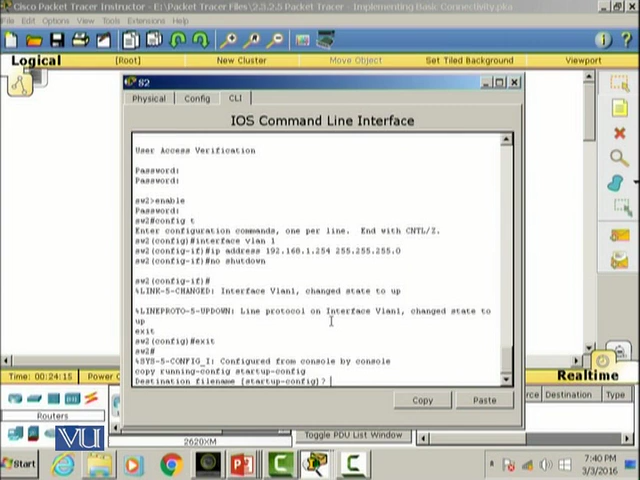 Cisco Packet Tracer Instructor - E:\Packet Tracer Files\2.3.2.5 Packet Tracer - Implementing Basic Connectivity.pka
File Edit Options View Tools Extensions Help
Logical [Root] New Cluster Move Object Set Tiled Background Viewport
S2
Physical Config CLI
IOS Command Line Interface
User Access Verification
Password:
Password:
sw2>enable
Password:
sw2#config t
Enter configuration commands, one per line. End with CNTL/Z.
sw2(config)#interface vlan 1
sw2(config-if)#ip address 192.168.1.254 255.255.255.0
sw2(config-if)#no shutdown
sw2(config-if)#
%LINK-5-CHANGED: Interface Vlan1, changed state to up
%LINEPROTO-5-UPDOWN: Line protocol on Interface Vlan1, changed state to
up
exit
sw2(config)#exit
sw2#
%SYS-5-CONFIG_I: Configured from console by console
copy running-config startup-config
Destination filename [startup-config]?
Copy Paste
Time: 00:24:15 Power C
Realtime
Routers
2620XM
Toggle PDU List Window
rce Destination Type
VU
Start
7:40 PM
3/3/2016